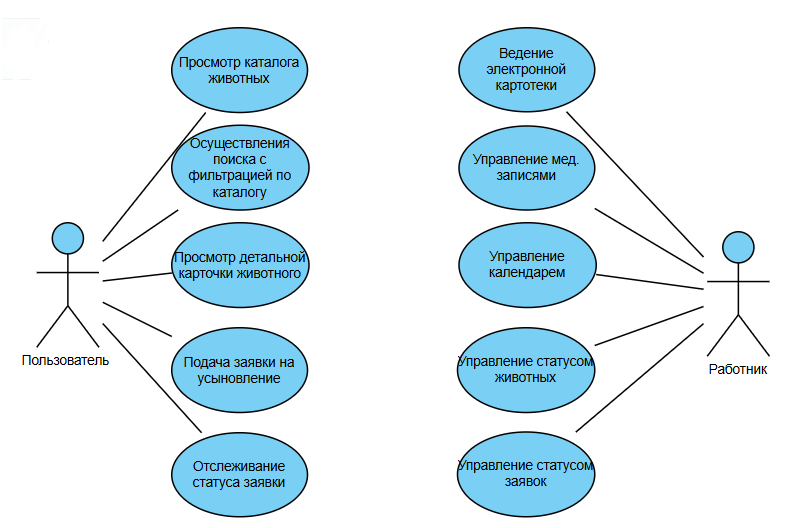 Просмотр каталога
животных
Осуществления
поиска с
фильтрацией по
каталогу
Просмотр детальной
карточки животного
Подача заявки на
усыновление
Отслеживание
статуса заявки
Пользователь
Ведение
электронной
картотеки
Управление мед.
записями
Управление
календарем
Управление статусом
животных
Управление статусом
заявок
Работник